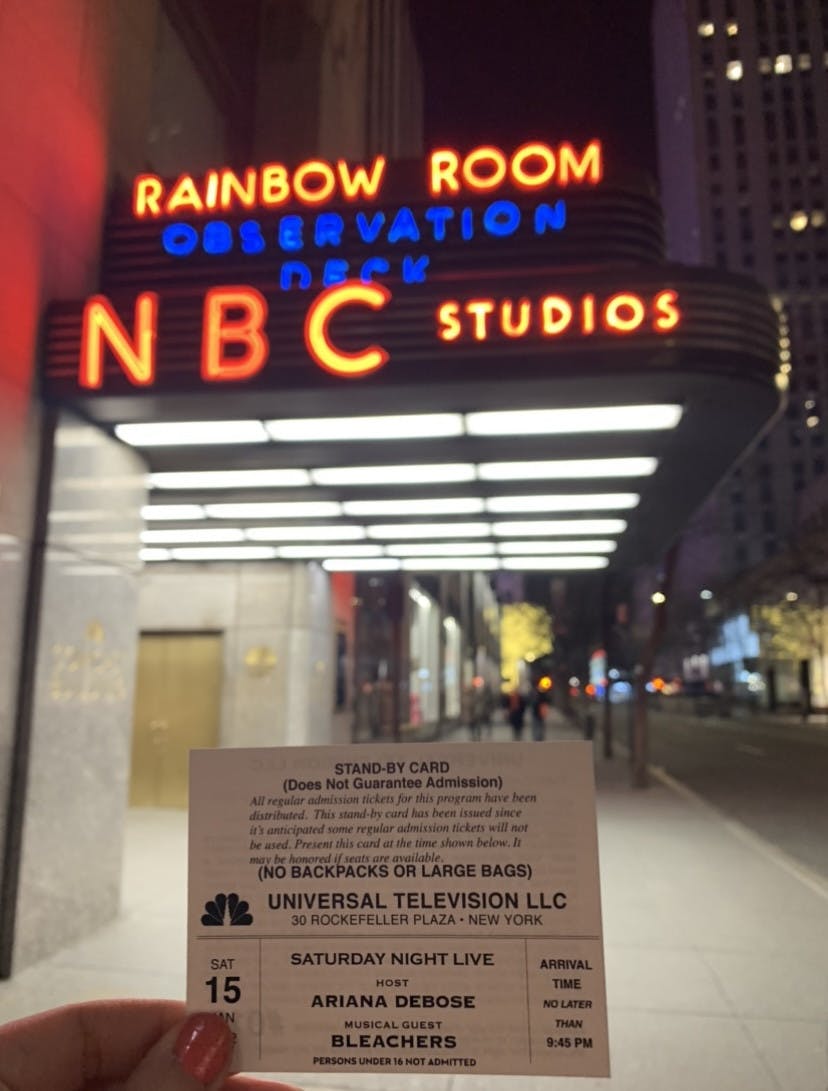 RAINBOW ROOM
OBSERVATION
DECK
NBC STUDIOS
STAND-BY CARD
(Does Not Guarantee Admission)
All regular admission tickets for this program have been
distributed. This stand-by card has been issued since
it's anticipated some regular admission tickets will not
be used. Present this card at the time shown below. It
may be honored if seats are available.
(NO BACKPACKS OR LARGE BAGS)
UNIVERSAL TELEVISION LLC
30 ROCKEFELLER PLAZA • NEW YORK
SAT
15
SATURDAY NIGHT LIVE
HOST
ARIANA DEBOSE
MUSICAL GUEST
BLEACHERS
PERSONS UNDER 16 NOT ADMITTED
ARRIVAL
TIME
NO LATER
THAN
9:45 PM